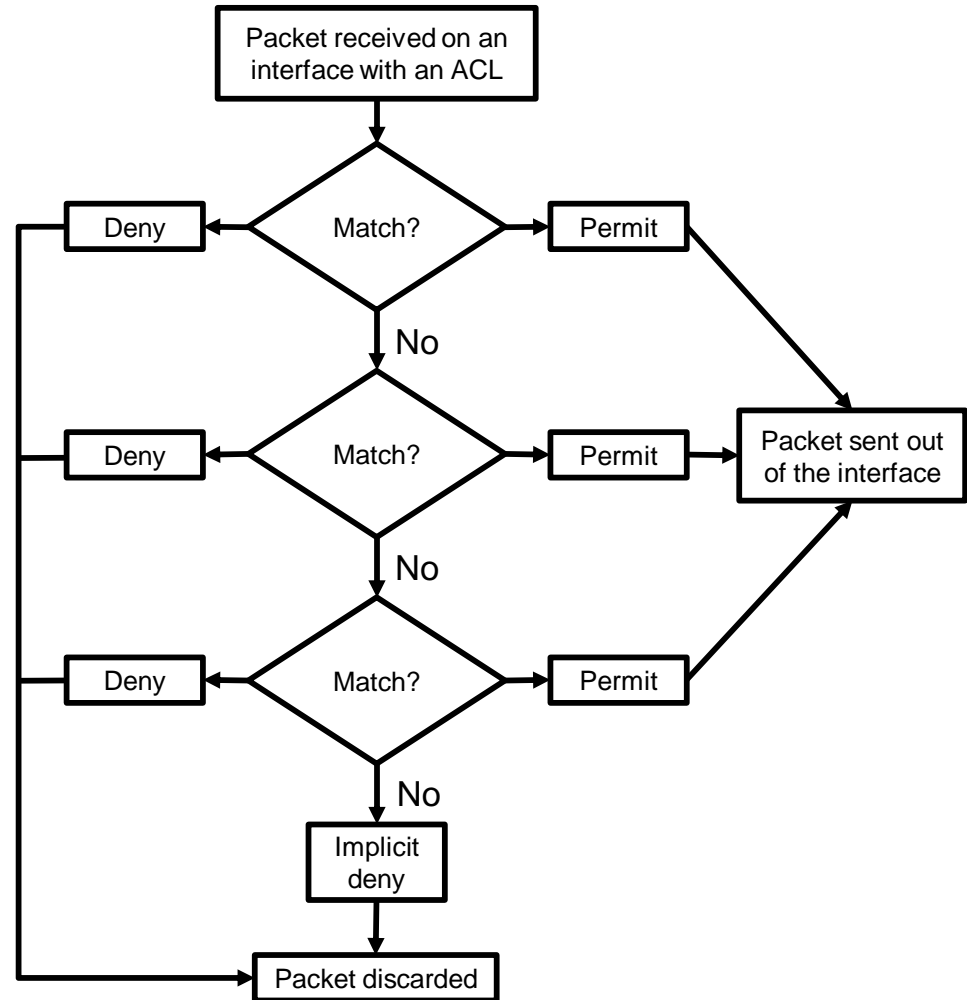 Packet received on an
interface with an ACL
Deny
Match?
Permit
No
Deny
Match?
Permit
Packet sent out
of the interface
No
Deny
Match?
Permit
No
Implicit
deny
Packet discarded